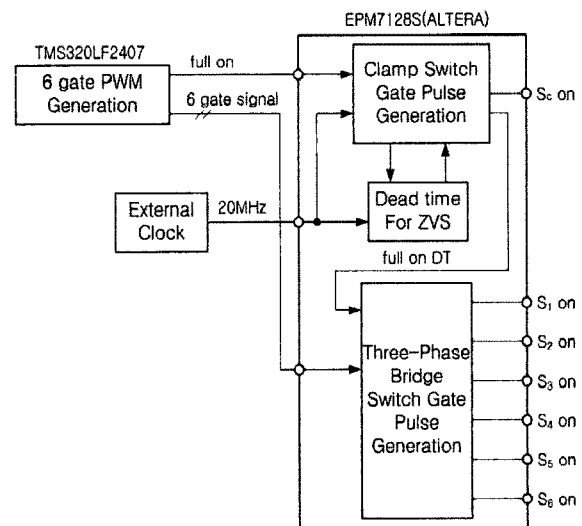 EPM7128S(ALTERA)
TMS320LF2407
6 gate PWM
Generation
full on
6 gate signal
Clamp Switch
Gate Pulse
Generation
Sc on
External
Clock
20MHz
Dead time
For ZVS
full on DT
Three-Phase
Bridge
Switch Gate
Pulse
Generation
S₁ on
S₂ on
S₃ on
S₄ on
S₅ on
S₆ on